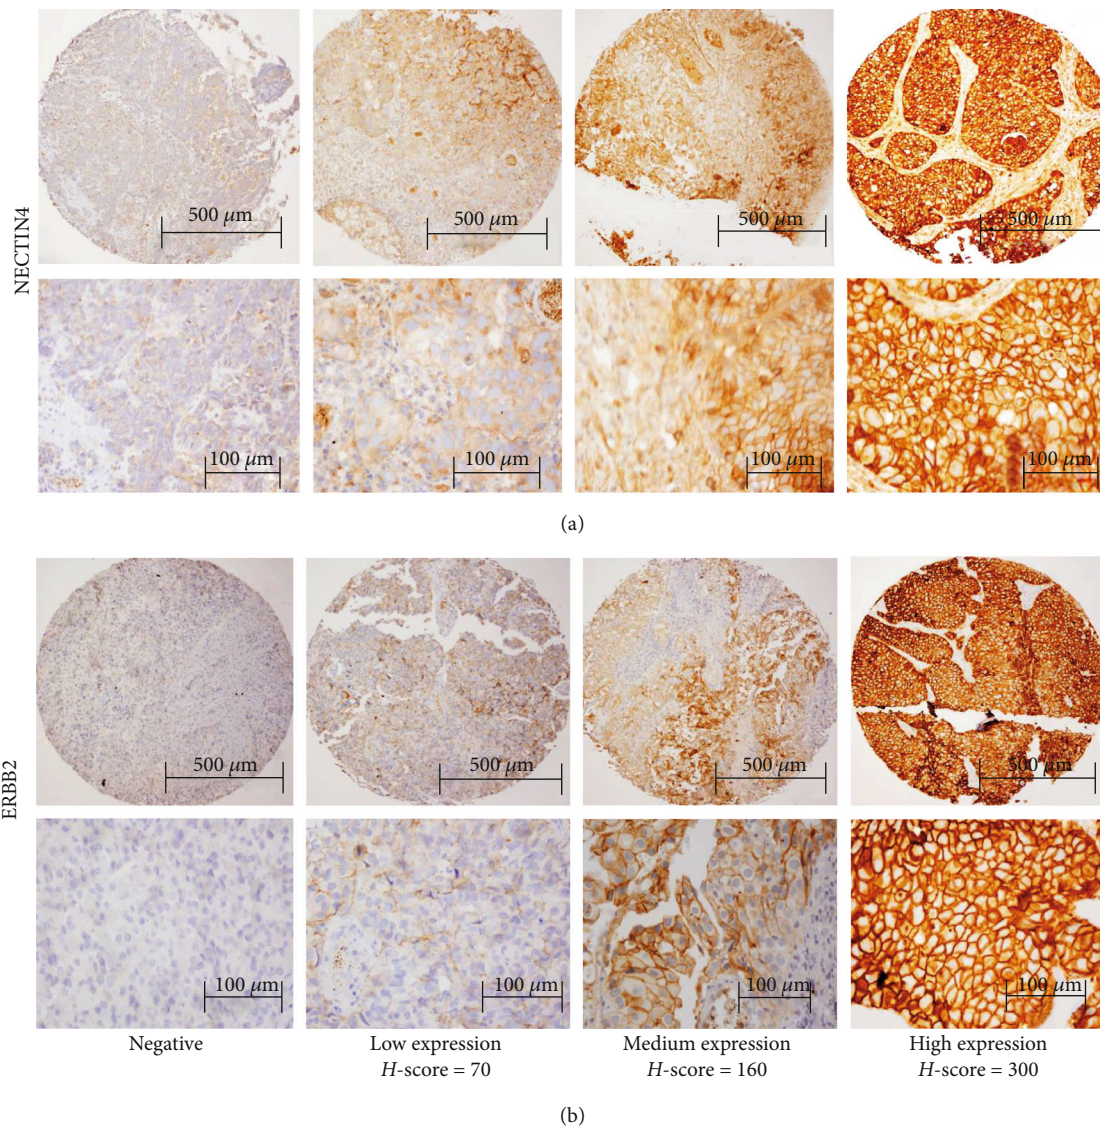 NECTIN4
500 μm
500 μm
500 μm
500 μm
100 μm
100 μm
100 μm
100 μm
(a)
ERBB2
500 μm
500 μm
500 μm
500 μm
100 μm
100 μm
100 μm
100 μm
Negative
Low expression
H-score = 70
Medium expression
H-score = 160
High expression
H-score = 300
(b)